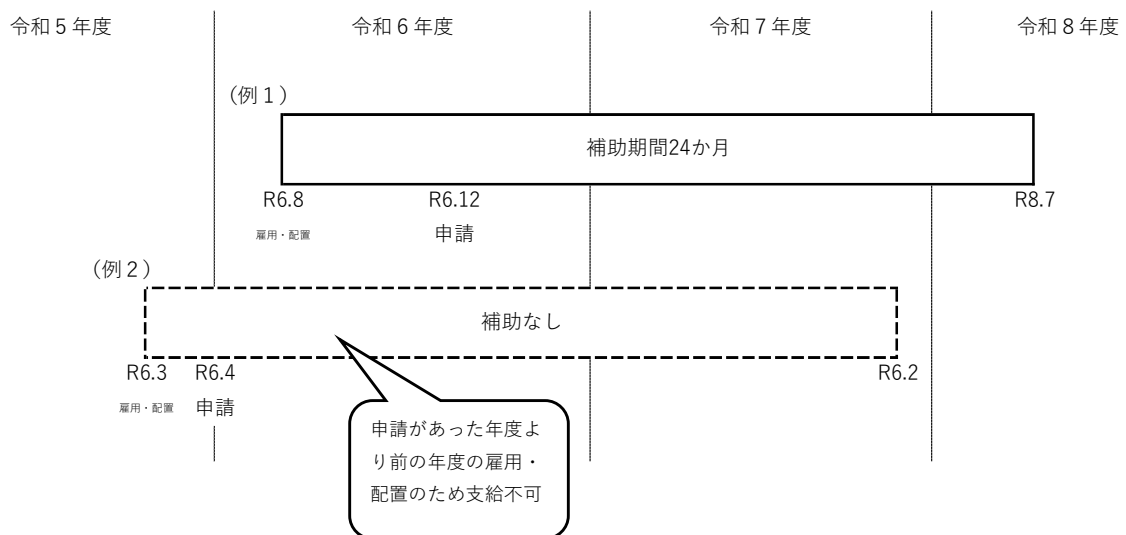 令和５年度
令和６年度
令和７年度
令和８年度
（例１）
補助期間24か月
R6.8
R6.12
R8.7
雇用・配置
申請
（例２）
補助なし
R6.3
R6.4
R6.2
雇用・配置
申請
申請があった年度よ
り前の年度の雇用・
配置のため支給不可